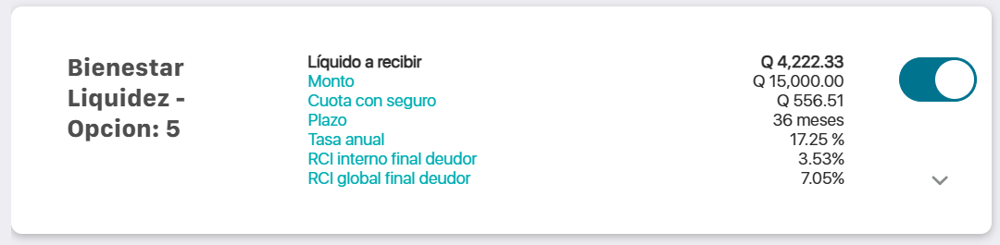 Bienestar
Liquidez -
Opcion: 5
Líquido a recibir Q 4,222.33
Monto Q 15,000.00
Cuota con seguro Q 556.51
Plazo 36 meses
Tasa anual 17.25 %
RCI interno final deudor 3.53%
RCI global final deudor 7.05%